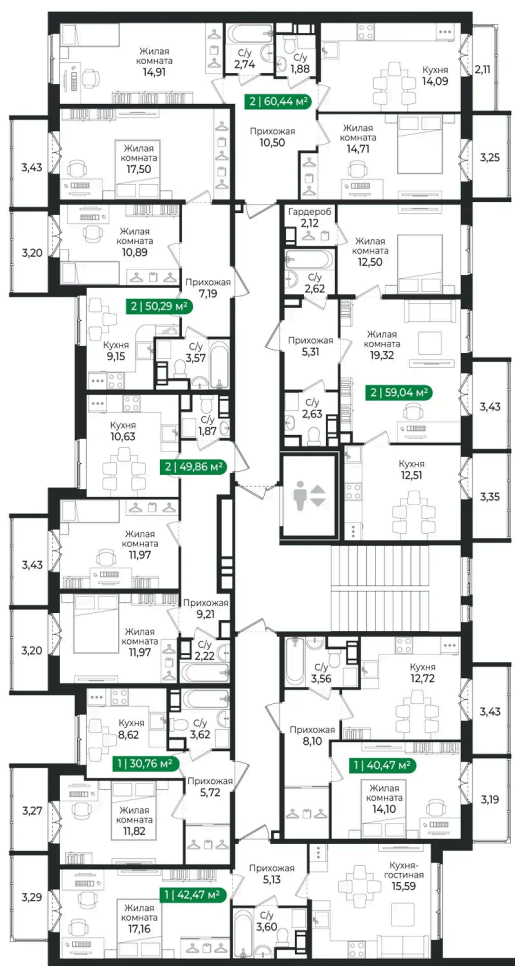 Жилая
комната
14,91
С/у
2,74
С/у
1,88
Кухня
14,09
2,11
2 | 60,44 м²
Прихожая
10,50
Жилая
комната
14,71
3,25
3,43
Жилая
комната
17,50
3,20
Жилая
комната
10,89
Гардероб
2,12
Жилая
комната
12,50
С/у
2,62
Прихожая
7,19
2 | 50,29 м²
Кухня
9,15
С/у
3,57
Прихожая
5,31
Жилая
комната
19,32
2 | 59,04 м²
3,43
С/у
2,63
С/у
1,87
Кухня
10,63
2 | 49,86 м²
Кухня
12,51
3,35
3,43
Жилая
комната
11,97
Прихожая
9,21
3,20
Жилая
комната
11,97
С/у
2,22
С/у
3,56
Кухня
12,72
3,43
Кухня
8,62
С/у
3,62
Прихожая
8,10
1 | 30,76 м²
1 | 40,47 м²
Прихожая
5,72
Жилая
комната
14,10
3,19
3,27
Жилая
комната
11,82
Прихожая
5,13
Кухня-
гостиная
15,59
3,29
1 | 42,47 м²
Жилая
комната
17,16
С/у
3,60